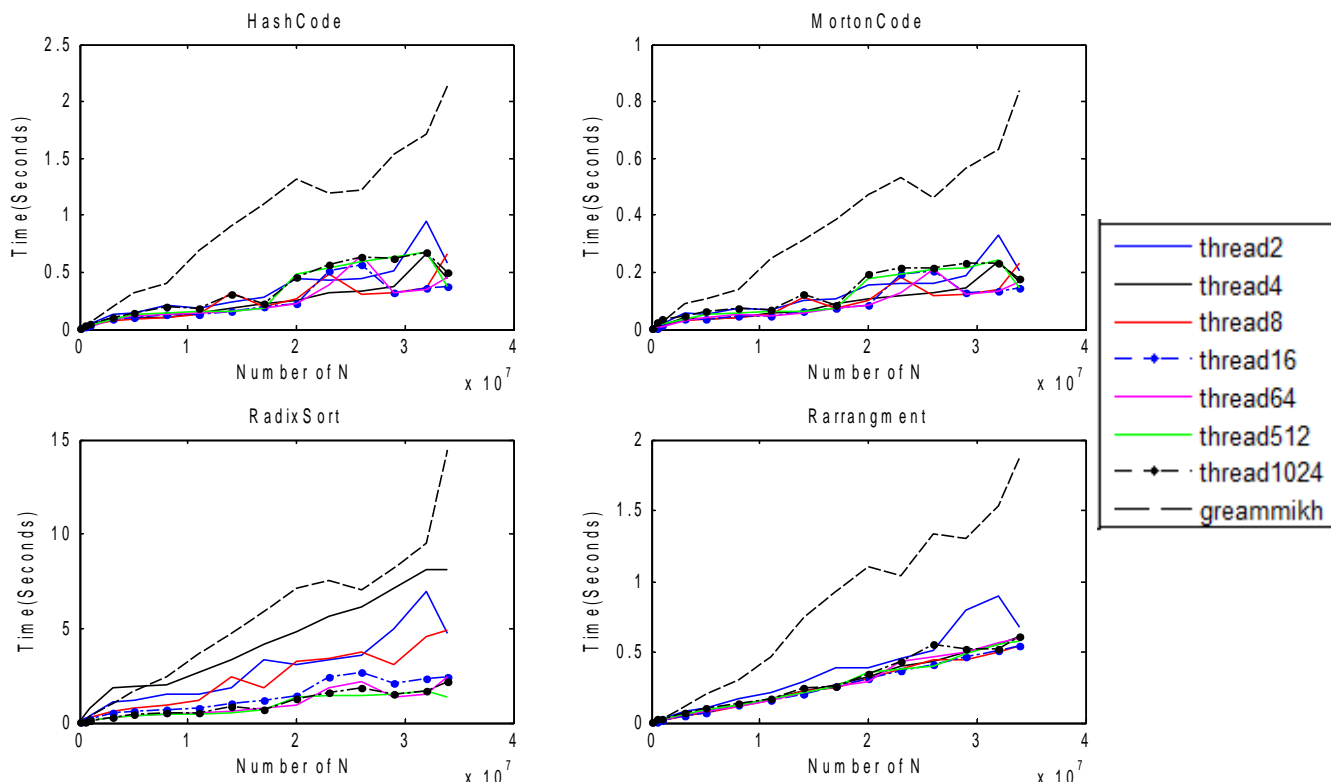 HashCode
2.5
2
1.5
1
0.5
0
Time(Seconds)
0 1 2 3 4
Number of N
x 10^7
MortonCode
1
0.8
0.6
0.4
0.2
0
Time(Seconds)
0 1 2 3 4
Number of N
x 10^7
RadixSort
15
10
5
0
Time(Seconds)
0 1 2 3 4
Number of N
x 10^7
Rarrangment
2
1.5
1
0.5
0
Time(Seconds)
0 1 2 3 4
Number of N
x 10^7
thread2
thread4
thread8
thread16
thread64
thread512
thread1024
greammikh